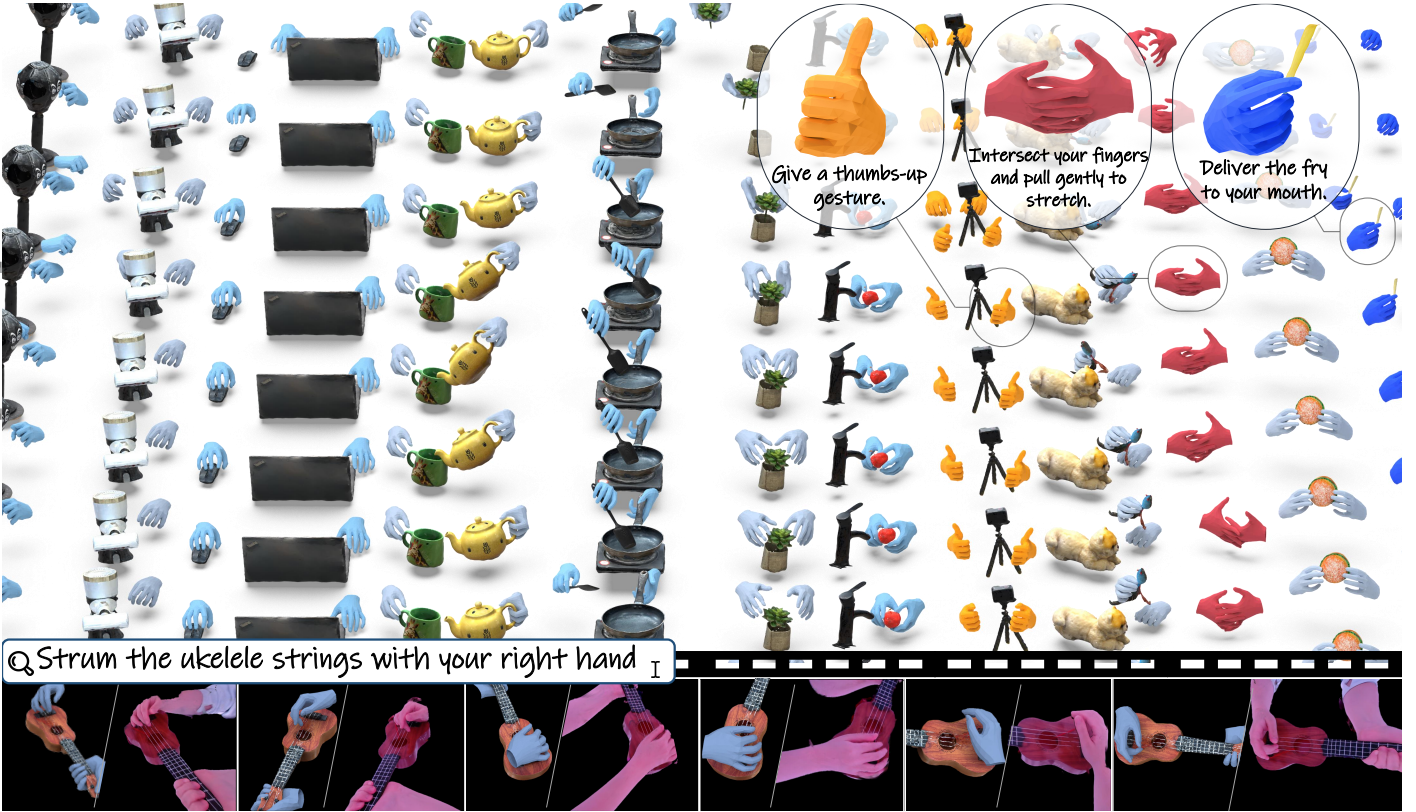 Give a thumbs-up
gesture.
Intersect your fingers
and pull gently to
stretch.
Deliver the fry
to your mouth.
Strum the ukelele strings with your right hand